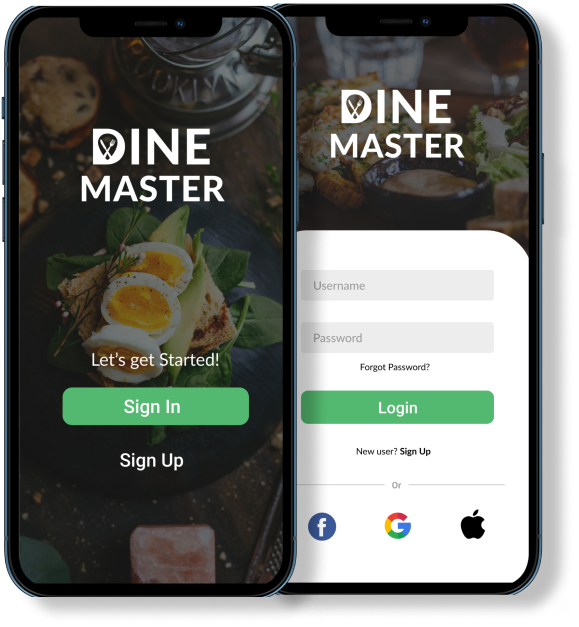 DINE
MASTER
Let's get Started!
Sign In
Sign Up
DINE
MASTER
Username
Password
Forgot Password?
Login
New user? Sign Up
Or